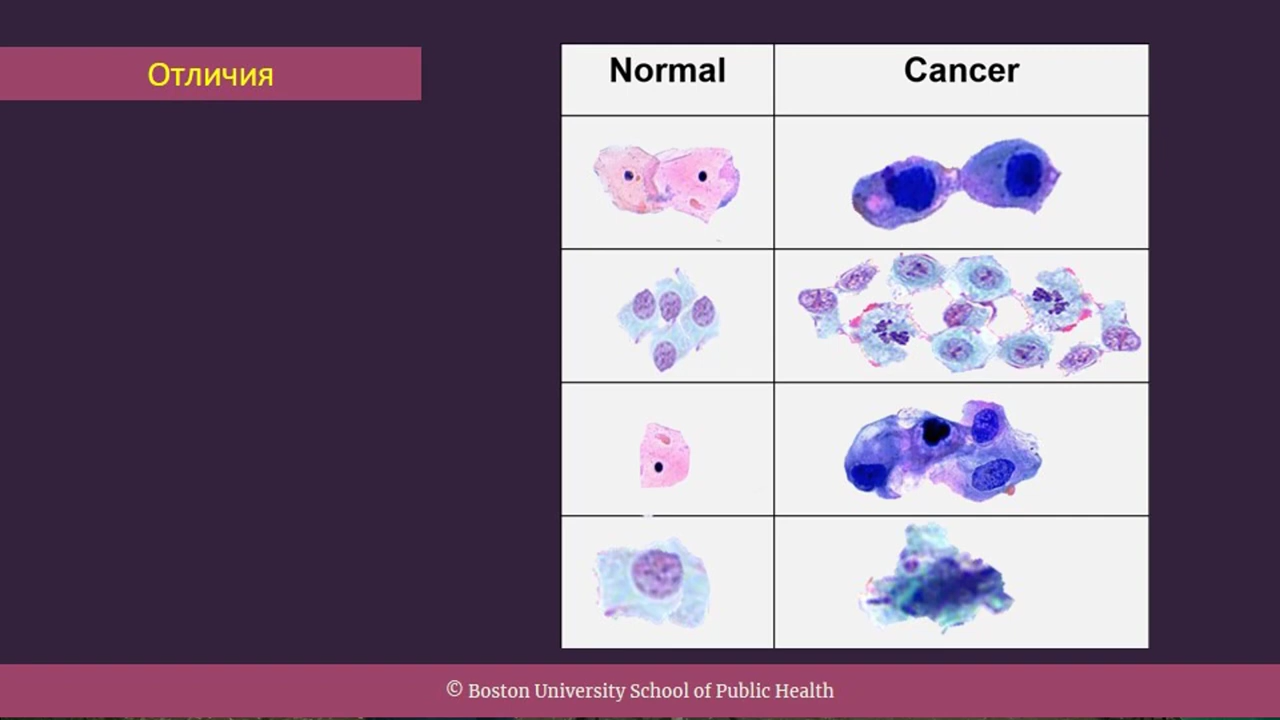 Отличия
Normal
Cancer
© Boston University School of Public Health